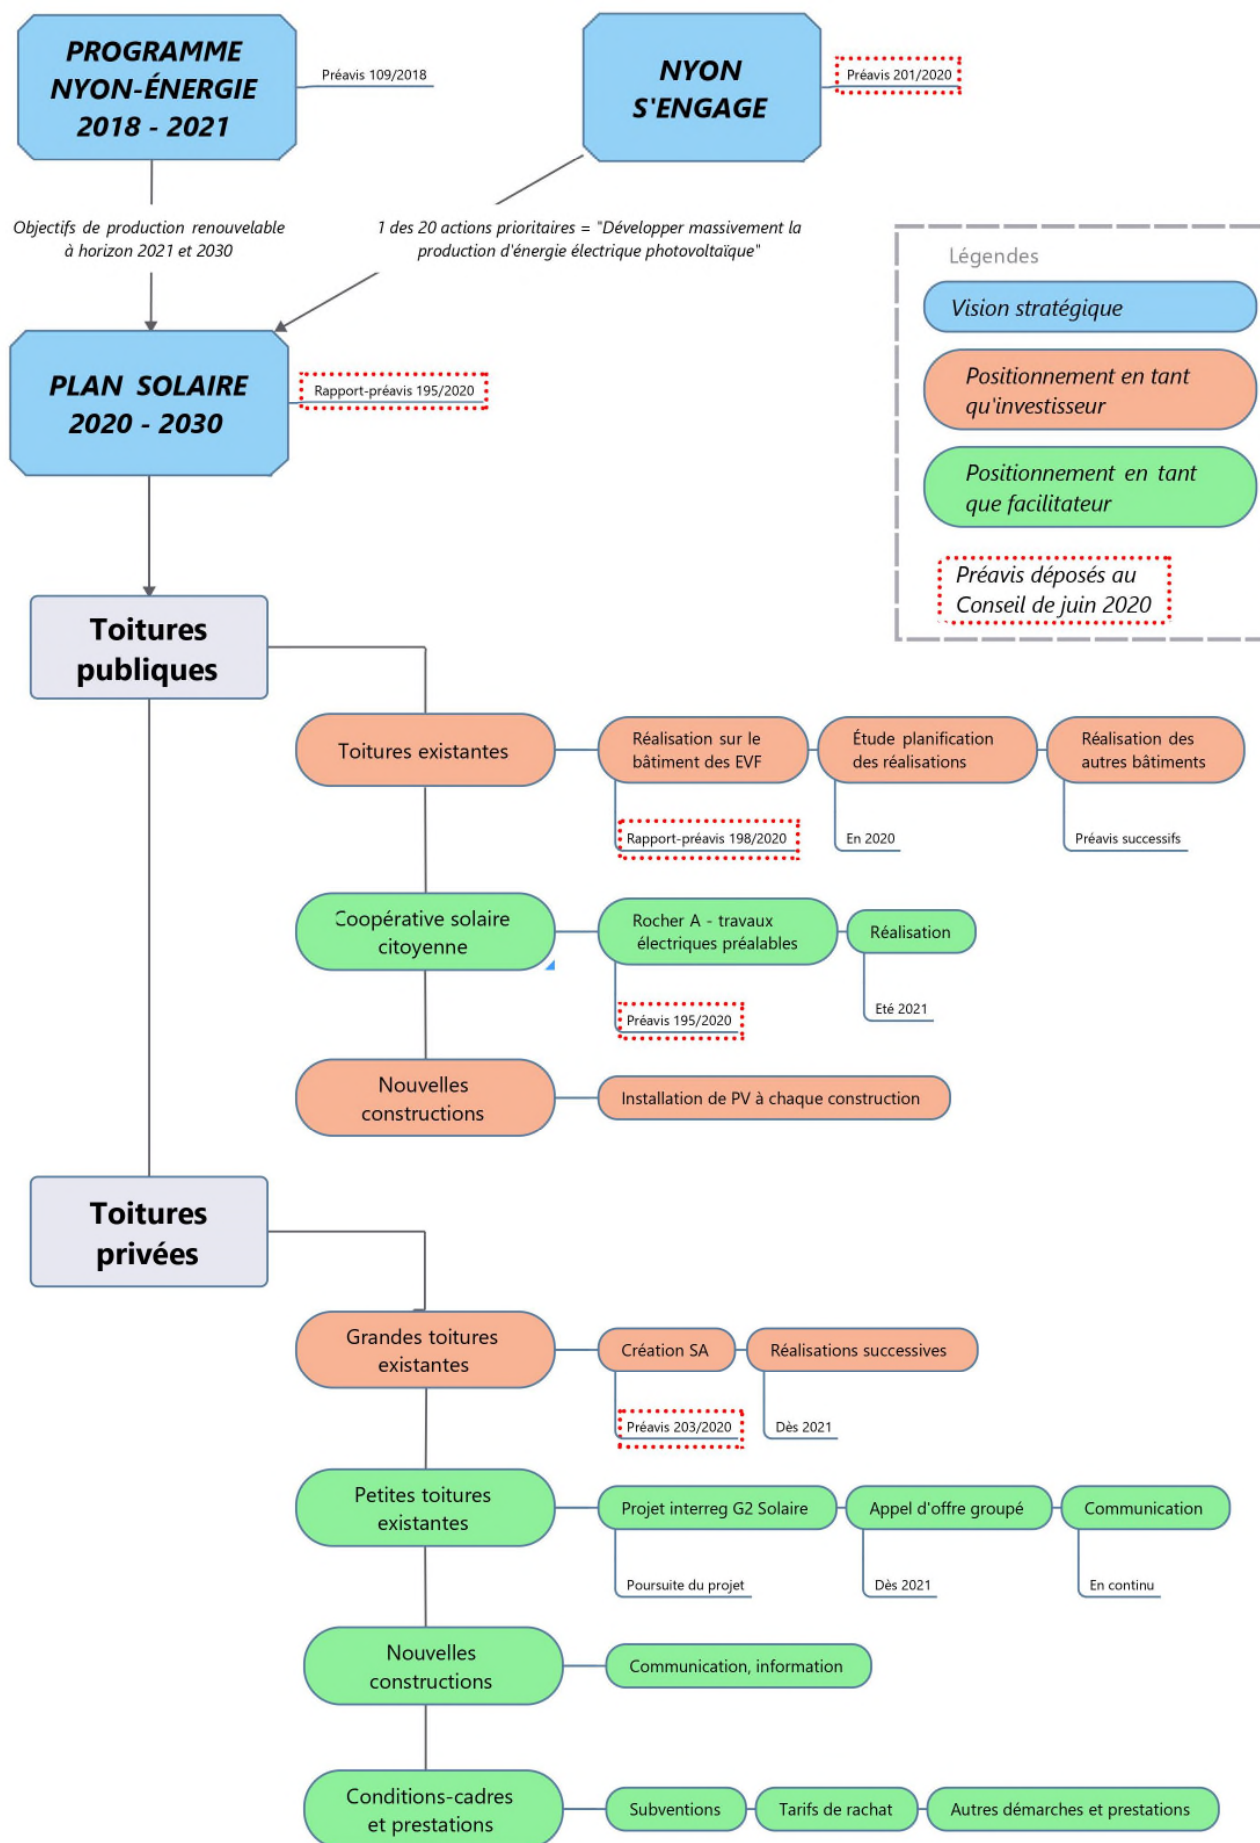 PROGRAMME
NYON-ÉNERGIE
2018 - 2021
Préavis 109/2018
NYON
S'ENGAGE
Préavis 201/2020
Objectifs de production renouvelable
à horizon 2021 et 2030
1 des 20 actions prioritaires = "Développer massivement la
production d'énergie électrique photovoltaïque"
PLAN SOLAIRE
2020 - 2030
Rapport-préavis 195/2020
Légendes
Vision stratégique
Positionnement en tant
qu'investisseur
Positionnement en tant
que facilitateur
Préavis déposés au
Conseil de juin 2020
Toitures
publiques
Toitures existantes
Réalisation sur le
bâtiment des EVF
Rapport-préavis 198/2020
Étude planification
des réalisations
En 2020
Réalisation des
autres bâtiments
Préavis successifs
Coopérative solaire
citoyenne
Rocher A - travaux
électriques préalables
Préavis 195/2020
Réalisation
Eté 2021
Nouvelles
constructions
Installation de PV à chaque construction
Toitures
privées
Grandes toitures
existantes
Création SA
Préavis 203/2020
Réalisations successives
Dès 2021
Petites toitures
existantes
Projet interreg G2 Solaire
Poursuite du projet
Appel d'offre groupé
Dès 2021
Communication
En continu
Nouvelles
constructions
Communication, information
Conditions-cadres
et prestations
Subventions
Tarifs de rachat
Autres démarches et prestations